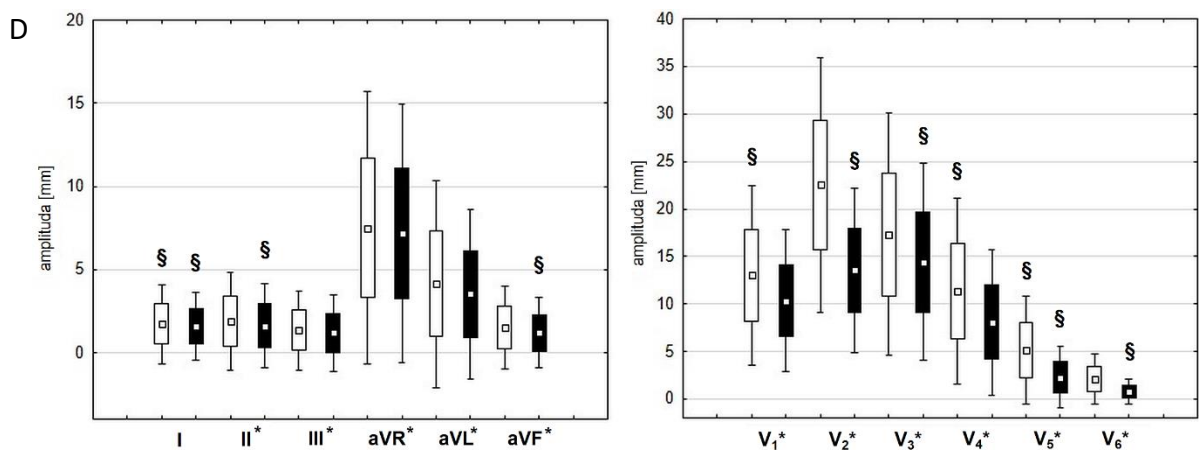 D
20
15
10
5
0
amplituda [mm]
§ § § §
I II* III* aVR* aVL* aVF*
40
35
30
25
20
15
10
5
0
amplituda [mm]
§ § § § § § §
V₁* V₂* V₃* V₄* V₅* V₆*